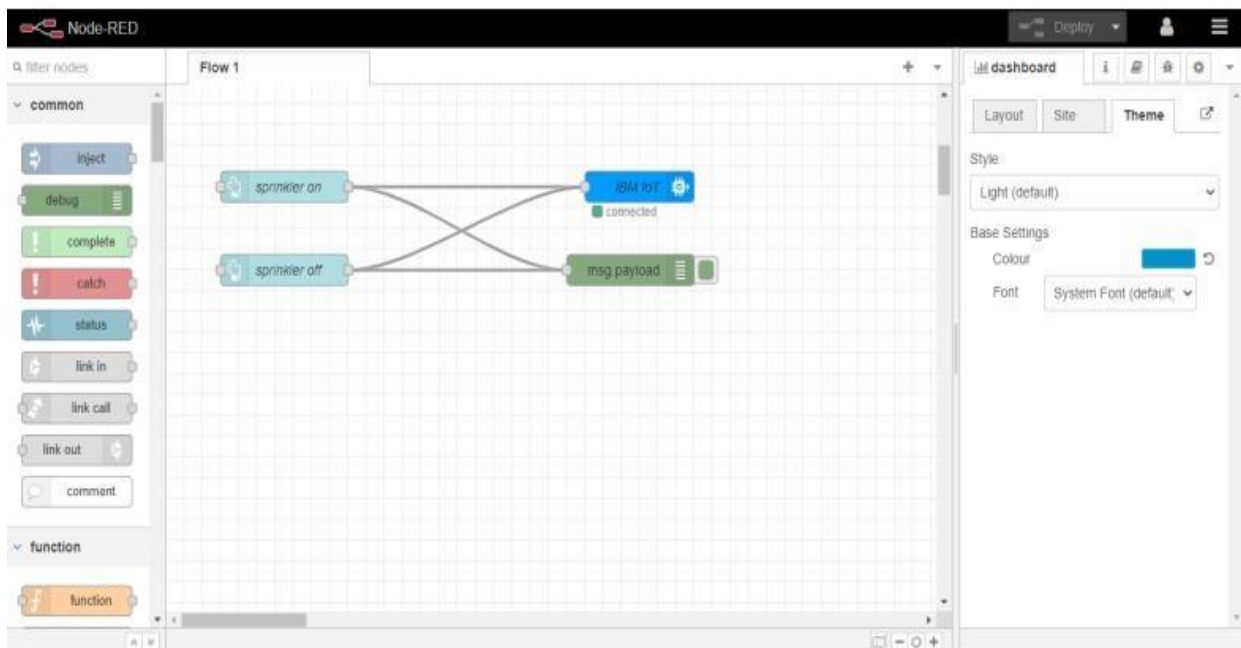 Node-RED
Deploy
filter nodes
common
inject
debug
complete
catch
status
link in
link call
link out
comment
function
function
Flow 1
sprinkler on
sprinkler off
IBM IoT
connected
msg.payload
dashboard
i
Layout
Site
Theme
Style
Light (default)
Base Settings
Colour
Font
System Font (default)